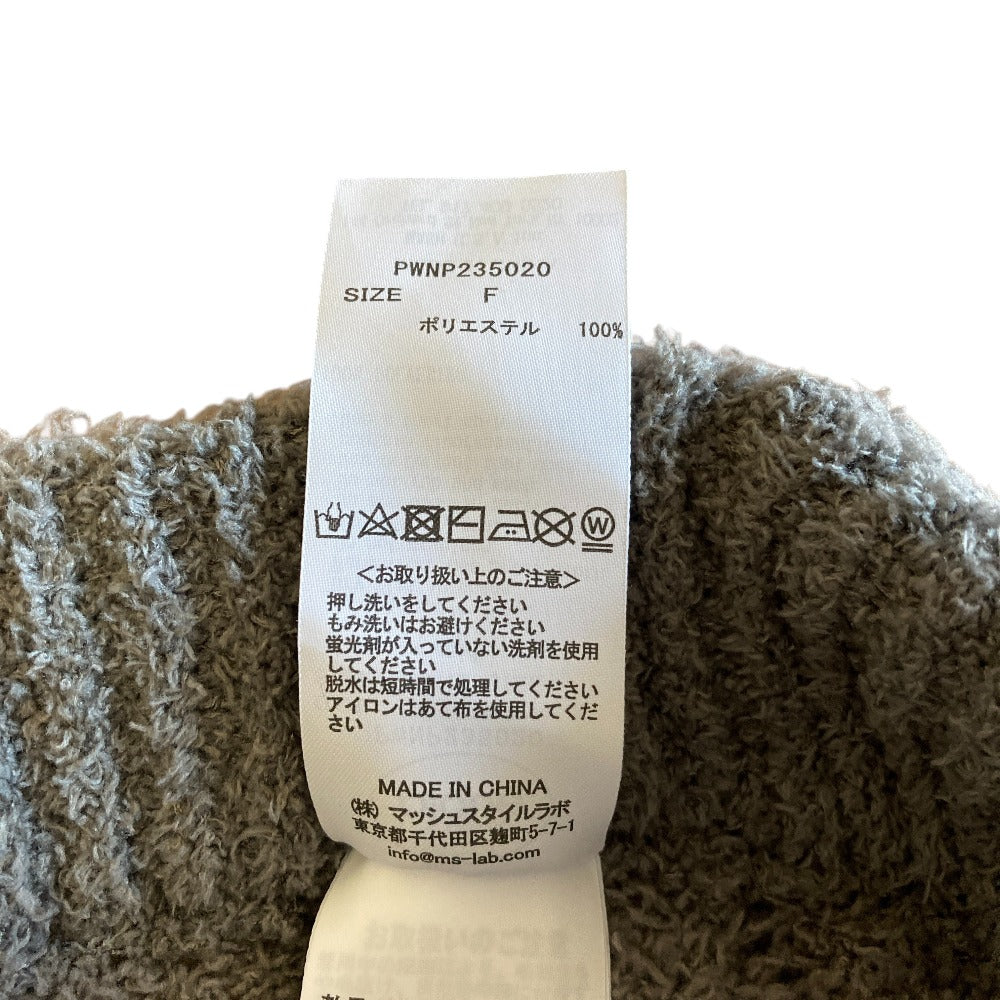 PWNP235020
SIZE F
ポリエステル 100%
W
<お取り扱い上のご注意>
押し洗いをしてください
もみ洗いはお避けください
蛍光剤が入っていない洗剤を使用
してください
脱水は短時間で処理してください
アイロンはあて布を使用してくだ
さい
MADE IN CHINA
(株)マッシュスタイルラボ
東京都千代田区麹町5-7-1
info@ms-lab.com